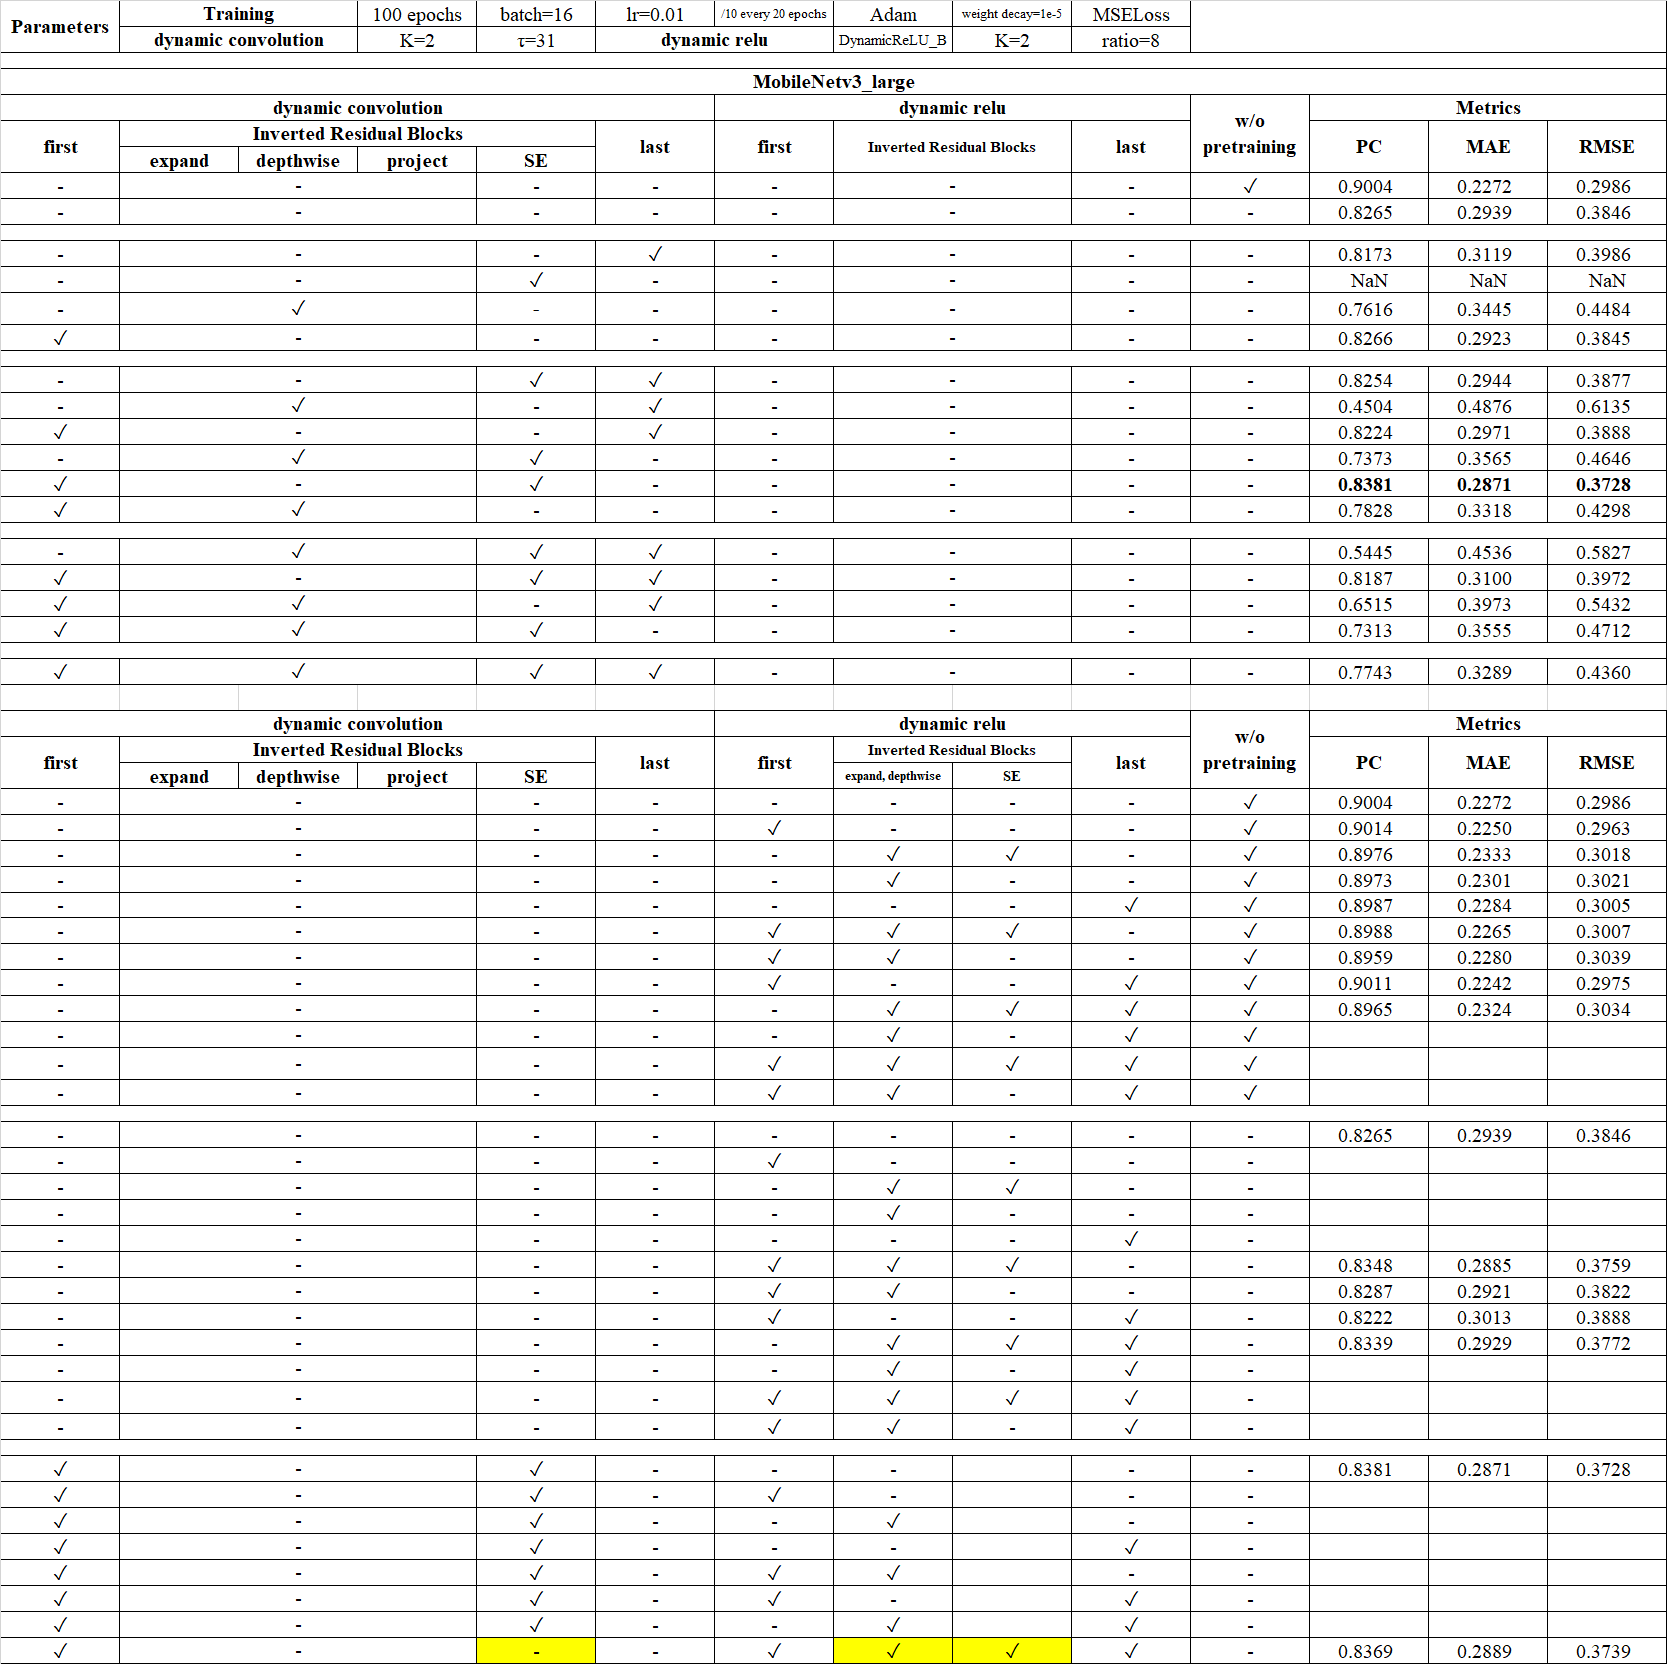 Parameters Training 100 epochs batch=16 lr=0.01 /10 every 20 epochs Adam weight decay=1e-5 MSELoss
dynamic convolution K=2 τ=31 dynamic relu DynamicReLU_B K=2 ratio=8
MobileNetv3_large
dynamic convolution dynamic relu w/o pretraining Metrics
first Inverted Residual Blocks last first Inverted Residual Blocks last PC MAE RMSE
expand depthwise project SE
- - - - - - - ✓ 0.9004 0.2272 0.2986
- - - - - - - - 0.8265 0.2939 0.3846
- - - ✓ - - - - 0.8173 0.3119 0.3986
- - ✓ - - - - - NaN NaN NaN
- ✓ - - - - - - 0.7616 0.3445 0.4484
✓ - - - - - - - 0.8266 0.2923 0.3845
- - ✓ ✓ - - - - 0.8254 0.2944 0.3877
- ✓ - ✓ - - - - 0.4504 0.4876 0.6135
✓ - - ✓ - - - - 0.8224 0.2971 0.3888
- ✓ ✓ - - - - - 0.7373 0.3565 0.4646
✓ - ✓ - - - - - 0.8381 0.2871 0.3728
✓ ✓ - - - - - - 0.7828 0.3318 0.4298
- ✓ ✓ ✓ - - - - 0.5445 0.4536 0.5827
✓ - ✓ ✓ - - - - 0.8187 0.3100 0.3972
✓ ✓ - ✓ - - - - 0.6515 0.3973 0.5432
✓ ✓ ✓ - - - - - 0.7313 0.3555 0.4712
✓ ✓ ✓ ✓ - - - - 0.7743 0.3289 0.4360
dynamic convolution dynamic relu w/o pretraining Metrics
first Inverted Residual Blocks last first Inverted Residual Blocks last PC MAE RMSE
expand depthwise project SE expand, depthwise SE
- - - - - - - - ✓ 0.9004 0.2272 0.2986
- - - - ✓ - - - ✓ 0.9014 0.2250 0.2963
- - - - - ✓ ✓ - ✓ 0.8976 0.2333 0.3018
- - - - - ✓ - - ✓ 0.8973 0.2301 0.3021
- - - - - - - ✓ ✓ 0.8987 0.2284 0.3005
- - - - ✓ ✓ ✓ - ✓ 0.8988 0.2265 0.3007
- - - - ✓ ✓ - - ✓ 0.8959 0.2280 0.3039
- - - - ✓ - - ✓ ✓ 0.9011 0.2242 0.2975
- - - - - ✓ ✓ ✓ ✓ 0.8965 0.2324 0.3034
- - - - - ✓ - ✓ ✓
- - - - ✓ ✓ ✓ ✓ ✓
- - - - ✓ ✓ - ✓ ✓
- - - - - - - - - 0.8265 0.2939 0.3846
- - - - ✓ - - - -
- - - - - ✓ ✓ - -
- - - - - ✓ - - -
- - - - - - - ✓ -
- - - - ✓ ✓ ✓ - - 0.8348 0.2885 0.3759
- - - - ✓ ✓ - - - 0.8287 0.2921 0.3822
- - - - ✓ - - ✓ - 0.8222 0.3013 0.3888
- - - - - ✓ ✓ ✓ - 0.8339 0.2929 0.3772
- - - - - ✓ - ✓ -
- - - - ✓ ✓ ✓ ✓ -
- - - - ✓ ✓ - ✓ -
✓ - ✓ - - - - - 0.8381 0.2871 0.3728
✓ - ✓ - ✓ - - -
✓ - ✓ - - ✓ - -
✓ - ✓ - - - ✓ -
✓ - ✓ - ✓ ✓ - -
✓ - ✓ - ✓ - ✓ -
✓ - ✓ - - ✓ ✓ -
✓ - - - ✓ ✓ ✓ ✓ - 0.8369 0.2889 0.3739